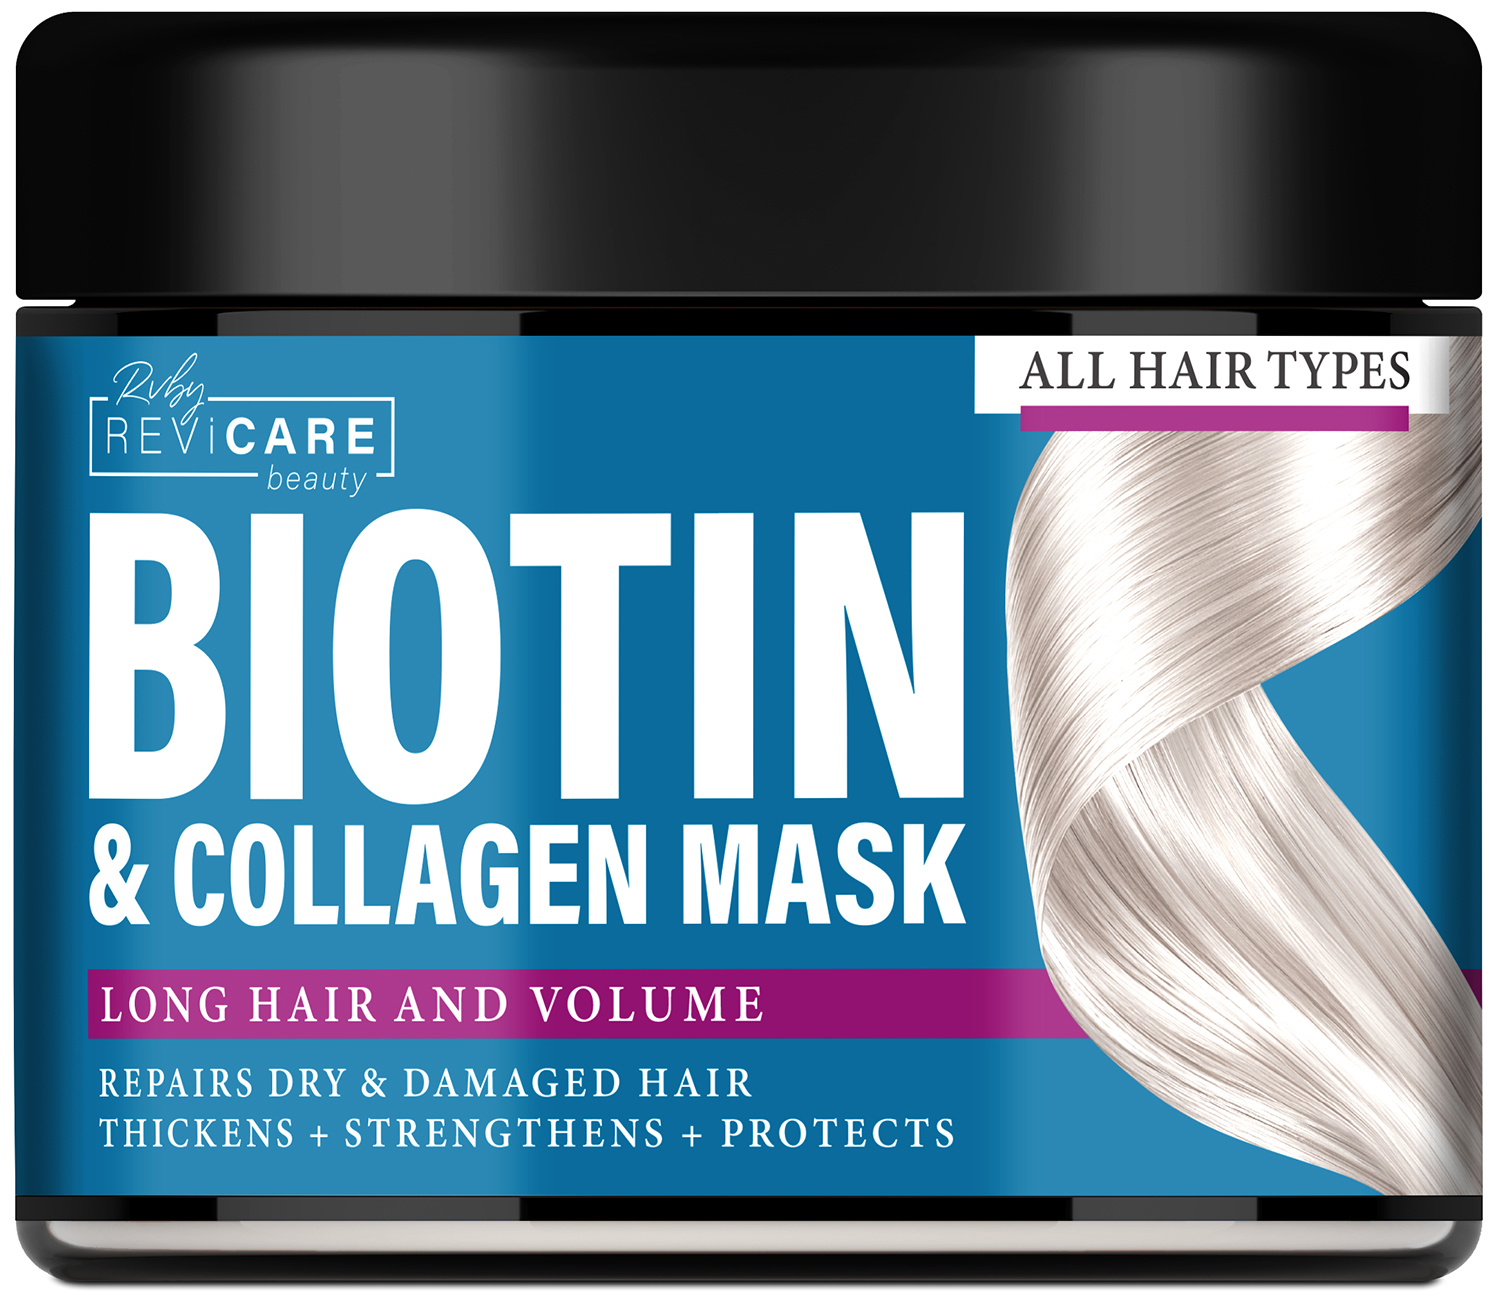 ALL HAIR TYPES
Rvby
REViCARE
beauty
BIOTIN
& COLLAGEN MASK
LONG HAIR AND VOLUME
REPAIRS DRY & DAMAGED HAIR
THICKENS + STRENGTHENS + PROTECTS